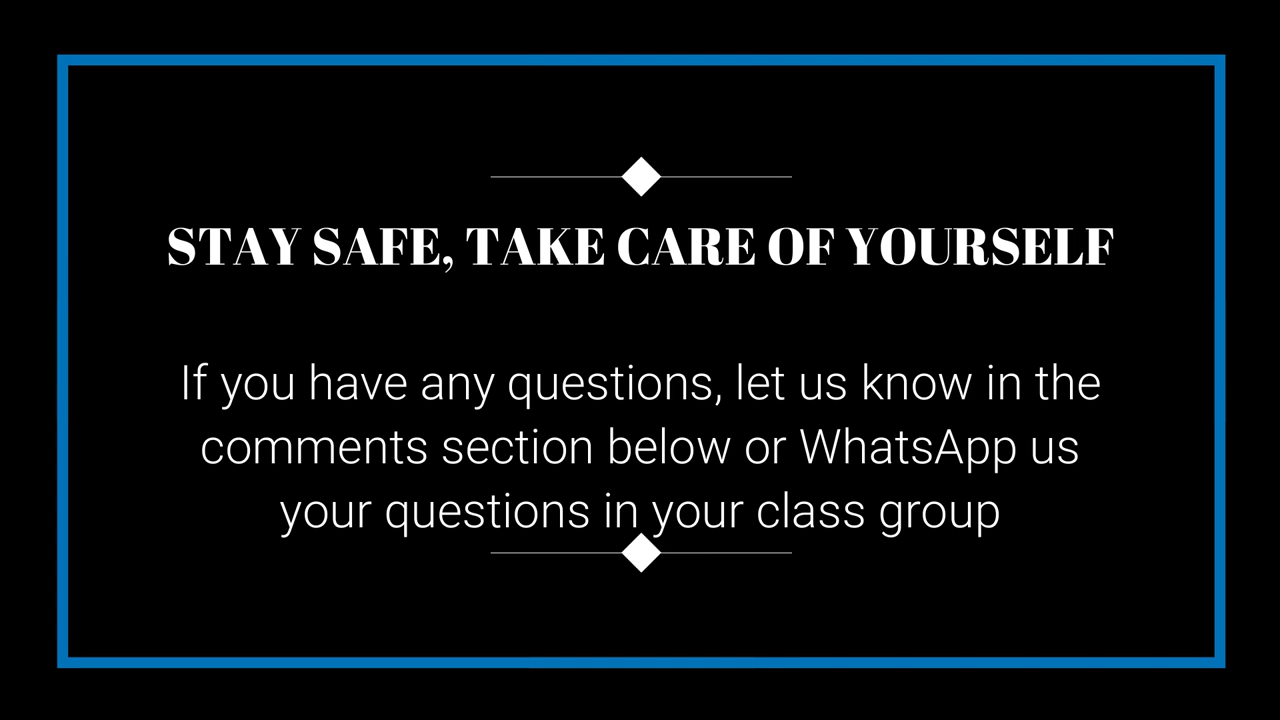 STAY SAFE, TAKE CARE OF YOURSELF
If you have any questions, let us know in the
comments section below or WhatsApp us
your questions in your class group